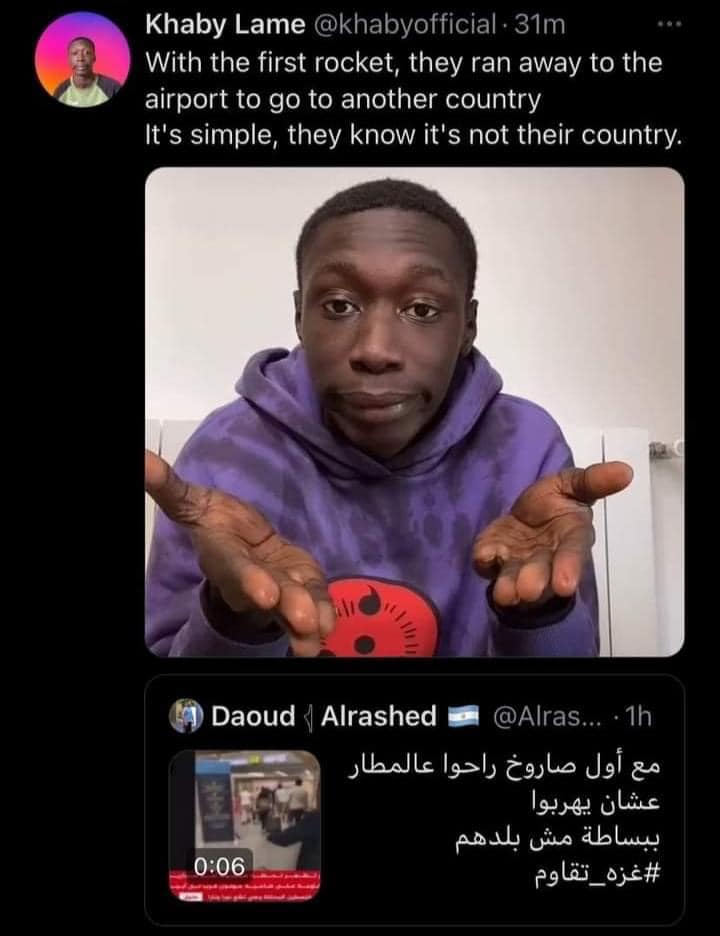 Khaby Lame @khabyofficial · 31m
With the first rocket, they ran away to the
airport to go to another country
It's simple, they know it's not their country.
Daoud Alrashed @Alras... · 1h
مع أول صاروخ راحوا عالمطار
عشان يهربوا
ببساطة مش بلدهم
#غزه_تقاوم
0:06